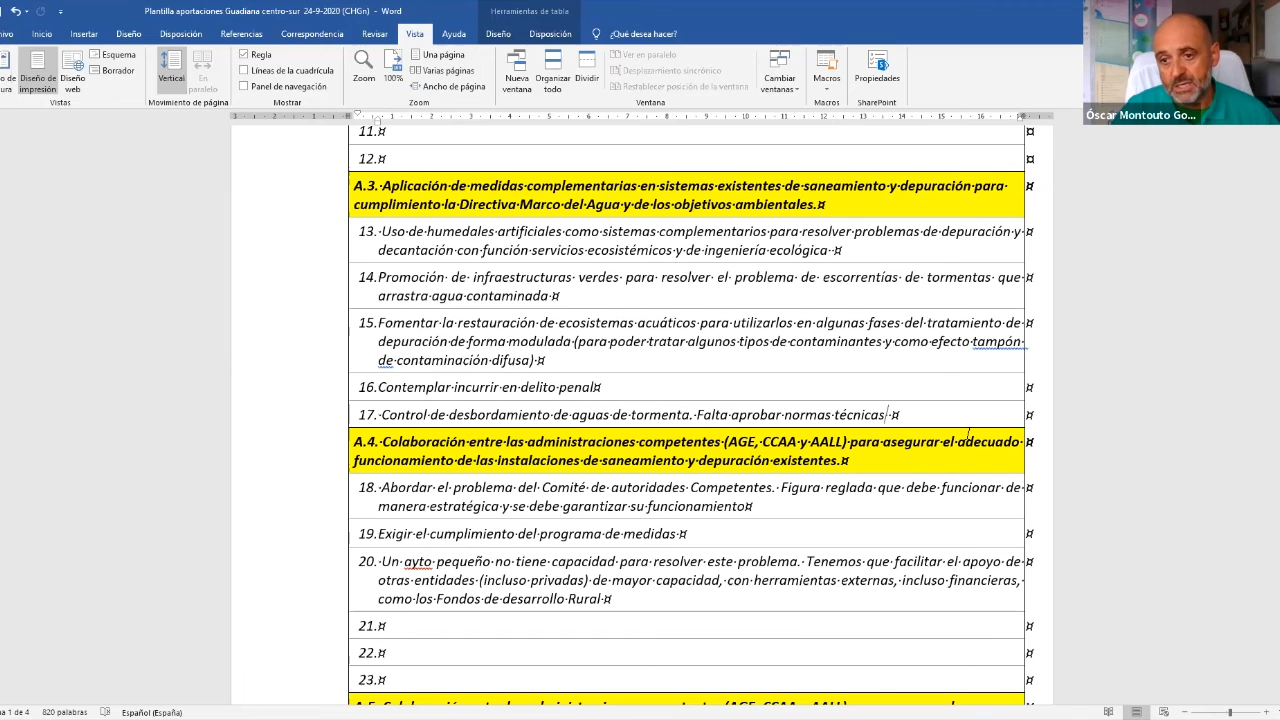 Plantilla aportaciones Guadiana centro-sur 24-9-2020 (CHGn) - Word
Herramientas de tabla
Inicio Insertar Diseño Disposición Referencias Correspondencia Revisar Vista Ayuda Diseño Disposición ¿Qué desea hacer?
Diseño de impresión
Diseño web
Esquema
Borrador
Vistas
Vertical
En paralelo
Movimiento de página
Regla
Líneas de la cuadrícula
Panel de navegación
Mostrar
Zoom
100%
Una página
Varias páginas
Ancho de página
Zoom
Nueva ventana
Organizar todo
Dividir
Ver en paralelo
Desplazamiento sincrónico
Restablecer posición de la ventana
Ventana
Cambiar ventanas
Macros
Macros
Propiedades
SharePoint
Óscar Montouto Go...
11.¤
12.¤
A.3.·Aplicación·de·medidas·complementarias·en·sistemas·existentes·de·saneamiento·y·depuración·para·
cumplimiento·la·Directiva·Marco·del·Agua·y·de·los·objetivos·ambientales.¤
13.·Uso·de·humedales·artificiales·como·sistemas·complementarios·para·resolver·problemas·de·depuración·y·
decantación·con·función·servicios·ecosistémicos·y·de·ingeniería·ecológica··¤
14.Promoción·de·infraestructuras·verdes·para·resolver·el·problema·de·escorrentías·de·tormentas·que·
arrastra·agua·contaminada·¤
15.Fomentar·la·restauración·de·ecosistemas·acuáticos·para·utilizarlos·en·algunas·fases·del·tratamiento·de·
depuración·de·forma·modulada·(para·poder·tratar·algunos·tipos·de·contaminantes·y·como·efecto·tampón·
de·contaminación·difusa)·¤
16.Contemplar·incurrir·en·delito·penal¤
17.·Control·de·desbordamiento·de·aguas·de·tormenta.·Falta·aprobar·normas·técnicas·¤
A.4.·Colaboración·entre·las·administraciones·competentes·(AGE,·CCAA·y·AALL)·para·asegurar·el·adecuado·
funcionamiento·de·las·instalaciones·de·saneamiento·y·depuración·existentes.¤
18.·Abordar·el·problema·del·Comité·de·autoridades·Competentes.·Figura·reglada·que·debe·funcionar·de·
manera·estratégica·y·se·debe·garantizar·su·funcionamiento¤
19.Exigir·el·cumplimiento·del·programa·de·medidas·¤
20.·Un·ayto·pequeño·no·tiene·capacidad·para·resolver·este·problema.·Tenemos·que·facilitar·el·apoyo·de·
otras·entidades·(incluso·privadas)·de·mayor·capacidad,·con·herramientas·externas,·incluso·financieras,·
como·los·Fondos·de·desarrollo·Rural·¤
21.¤
22.¤
23.¤
820 palabras
Español (España)